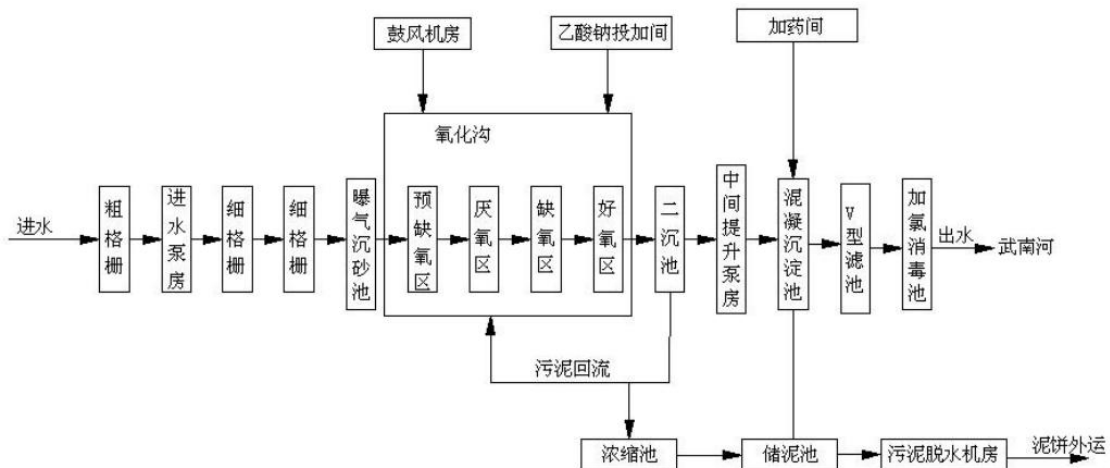 鼓风机房
乙酸钠投加间
加药间
氧化沟
进水
粗格栅
进水泵房
细格栅
细格栅
曝气沉砂池
预缺氧区
厌氧区
缺氧区
好氧区
二沉池
中间提升泵房
混凝沉淀池
V型滤池
加氯消毒池
出水
武南河
污泥回流
浓缩池
储泥池
污泥脱水机房
泥饼外运